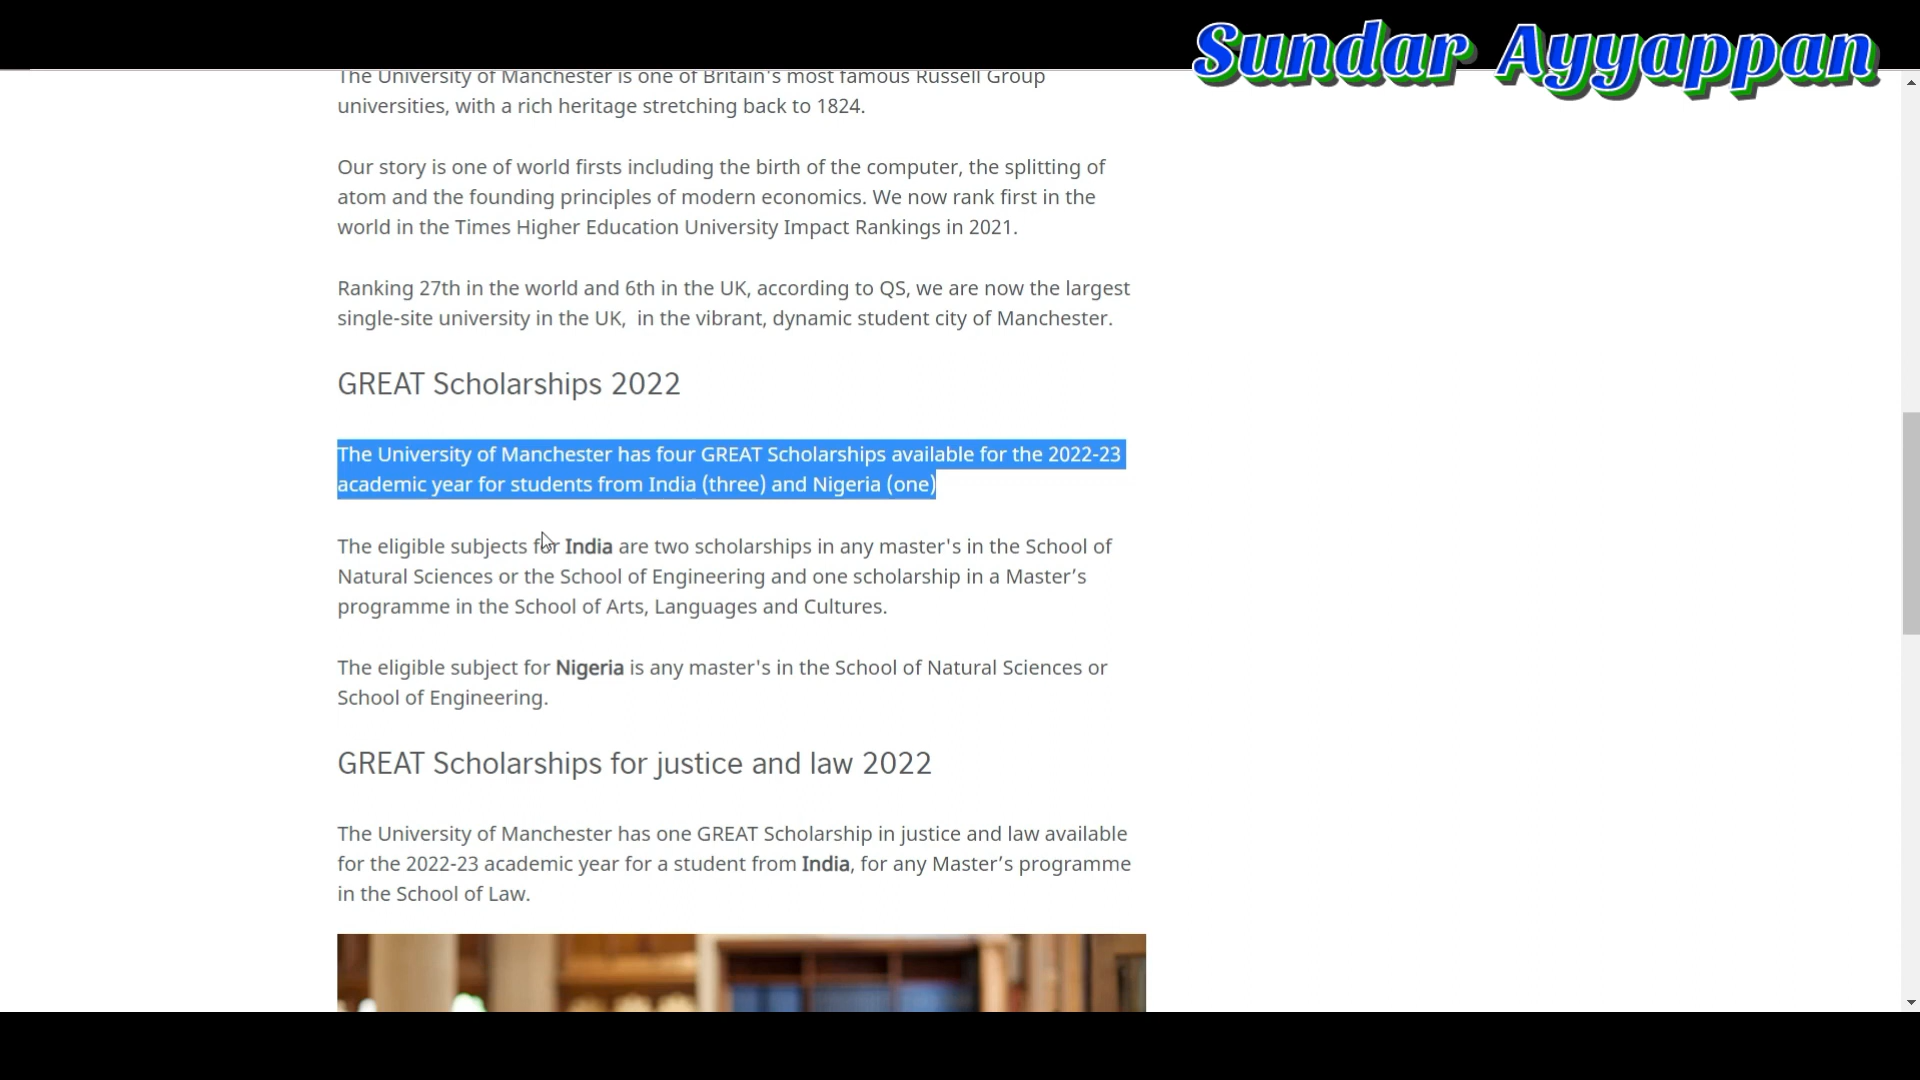 Sundar Ayyappan
The University of Manchester is one of Britain's most famous Russell Group
universities, with a rich heritage stretching back to 1824.
Our story is one of world firsts including the birth of the computer, the splitting of
atom and the founding principles of modern economics. We now rank first in the
world in the Times Higher Education University Impact Rankings in 2021.
Ranking 27th in the world and 6th in the UK, according to QS, we are now the largest
single-site university in the UK,  in the vibrant, dynamic student city of Manchester.
GREAT Scholarships 2022
The University of Manchester has four GREAT Scholarships available for the 2022-23
academic year for students from India (three) and Nigeria (one)
The eligible subjects for India are two scholarships in any master's in the School of
Natural Sciences or the School of Engineering and one scholarship in a Master’s
programme in the School of Arts, Languages and Cultures.
The eligible subject for Nigeria is any master's in the School of Natural Sciences or
School of Engineering.
GREAT Scholarships for justice and law 2022
The University of Manchester has one GREAT Scholarship in justice and law available
for the 2022-23 academic year for a student from India, for any Master’s programme
in the School of Law.